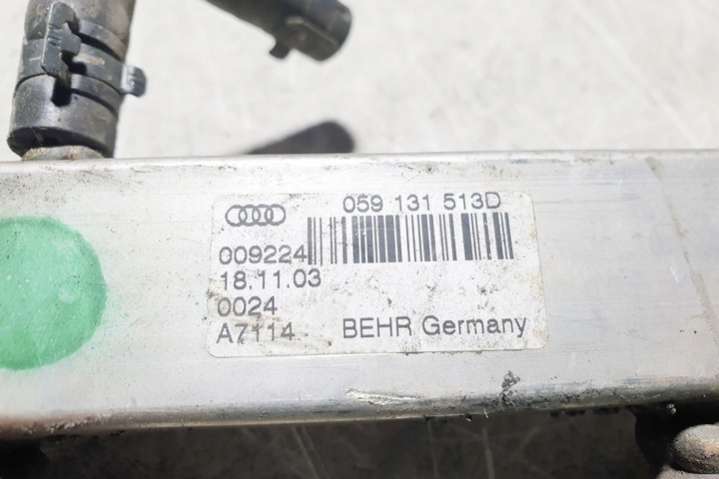 059 131 513D
009224
18.11.03
0024
A7114 BEHR Germany